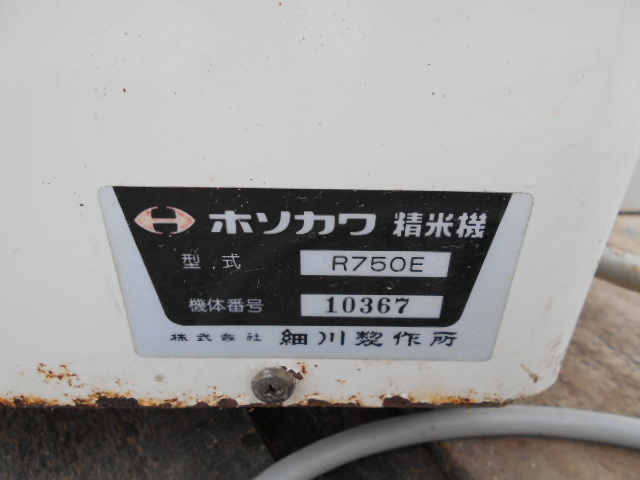 ホソカワ 精米機
型式 R750E
機体番号 10367
株式会社 細川製作所